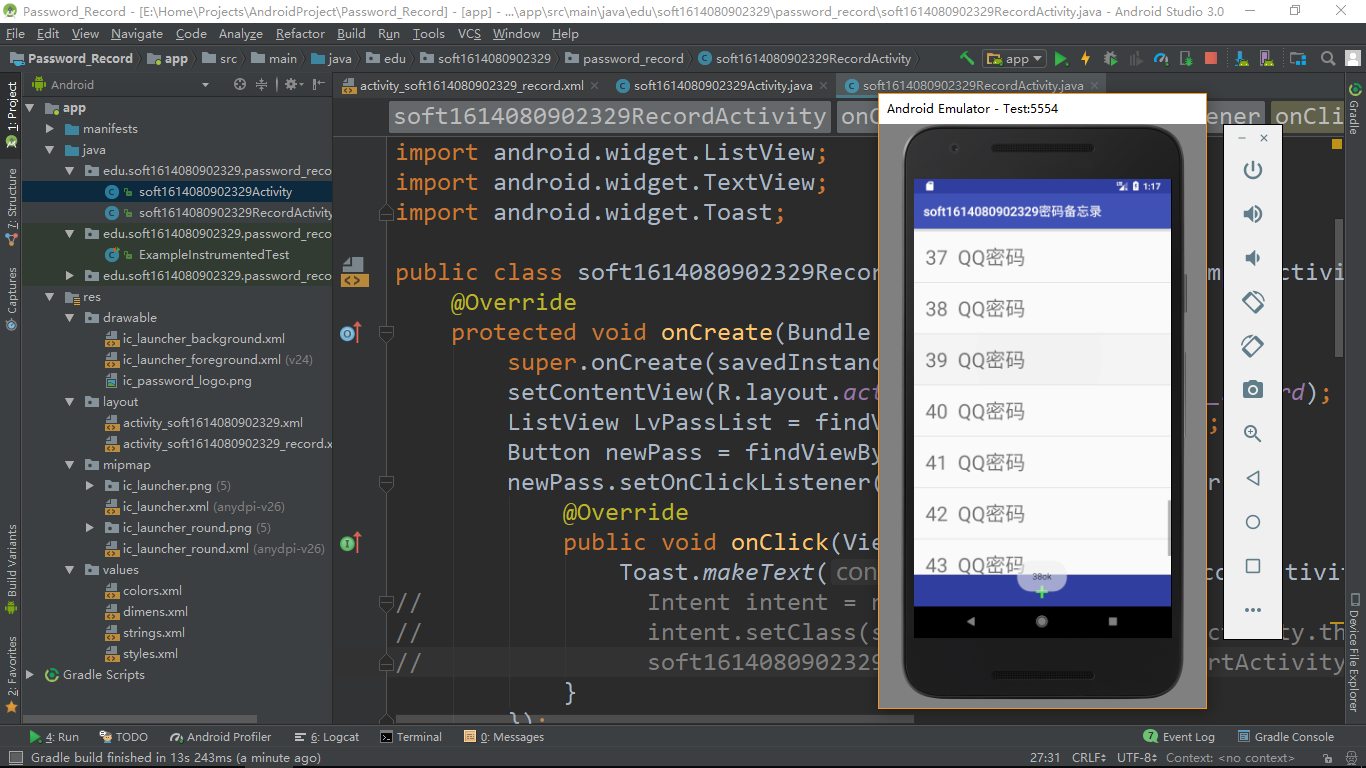 Password_Record - [E:\Home\Projects\AndroidProject\Password_Record] - [app] - ...\app\src\main\java\edu\soft1614080902329\password_record\soft1614080902329RecordActivity.java - Android Studio 3.0
File Edit View Navigate Code Analyze Refactor Build Run Tools VCS Window Help
Password_Record app src main java edu soft1614080902329 password_record soft1614080902329RecordActivity app
Android
activity_soft1614080902329_record.xml soft1614080902329Activity.java soft1614080902329RecordActivity.java
1: Project
7: Structure
Captures
Build Variants
2: Favorites
app
manifests
java
edu.soft1614080902329.password_reco
soft1614080902329Activity
soft1614080902329RecordActivity
edu.soft1614080902329.password_reco
ExampleInstrumentedTest
edu.soft1614080902329.password_reco
res
drawable
ic_launcher_background.xml
ic_launcher_foreground.xml (v24)
ic_password_logo.png
layout
activity_soft1614080902329.xml
activity_soft1614080902329_record.x
mipmap
ic_launcher.png (5)
ic_launcher.xml (anydpi-v26)
ic_launcher_round.png (5)
ic_launcher_round.xml (anydpi-v26)
values
colors.xml
dimens.xml
strings.xml
styles.xml
Gradle Scripts
soft1614080902329RecordActivity onC ener onCli
import android.widget.ListView;
import android.widget.TextView;
import android.widget.Toast;
public class soft1614080902329Recor mp ctivi
@Override
protected void onCreate(Bundle
super.onCreate(savedInstanc
setContentView(R.layout.act _ rd);
ListView LvPassList = findV ;
Button newPass = findViewBy
newPass.setOnClickListener( r
@Override
public void onClick(Vie
Toast.makeText( con co tivit
// Intent intent = n
// intent.setClass(s ctivity.th
// soft1614080902329 rtActivity
}
});
Android Emulator - Test:5554
1:17
soft1614080902329密码备忘录
37 QQ密码
38 QQ密码
39 QQ密码
40 QQ密码
41 QQ密码
42 QQ密码
43 QQ密码
38ok
+
Gradle
Device File Explorer
4: Run TODO Android Profiler 6: Logcat Terminal 0: Messages 7 Event Log Gradle Console
Gradle build finished in 13s 243ms (a minute ago) 27:31 CRLF UTF-8 Context: <no context>